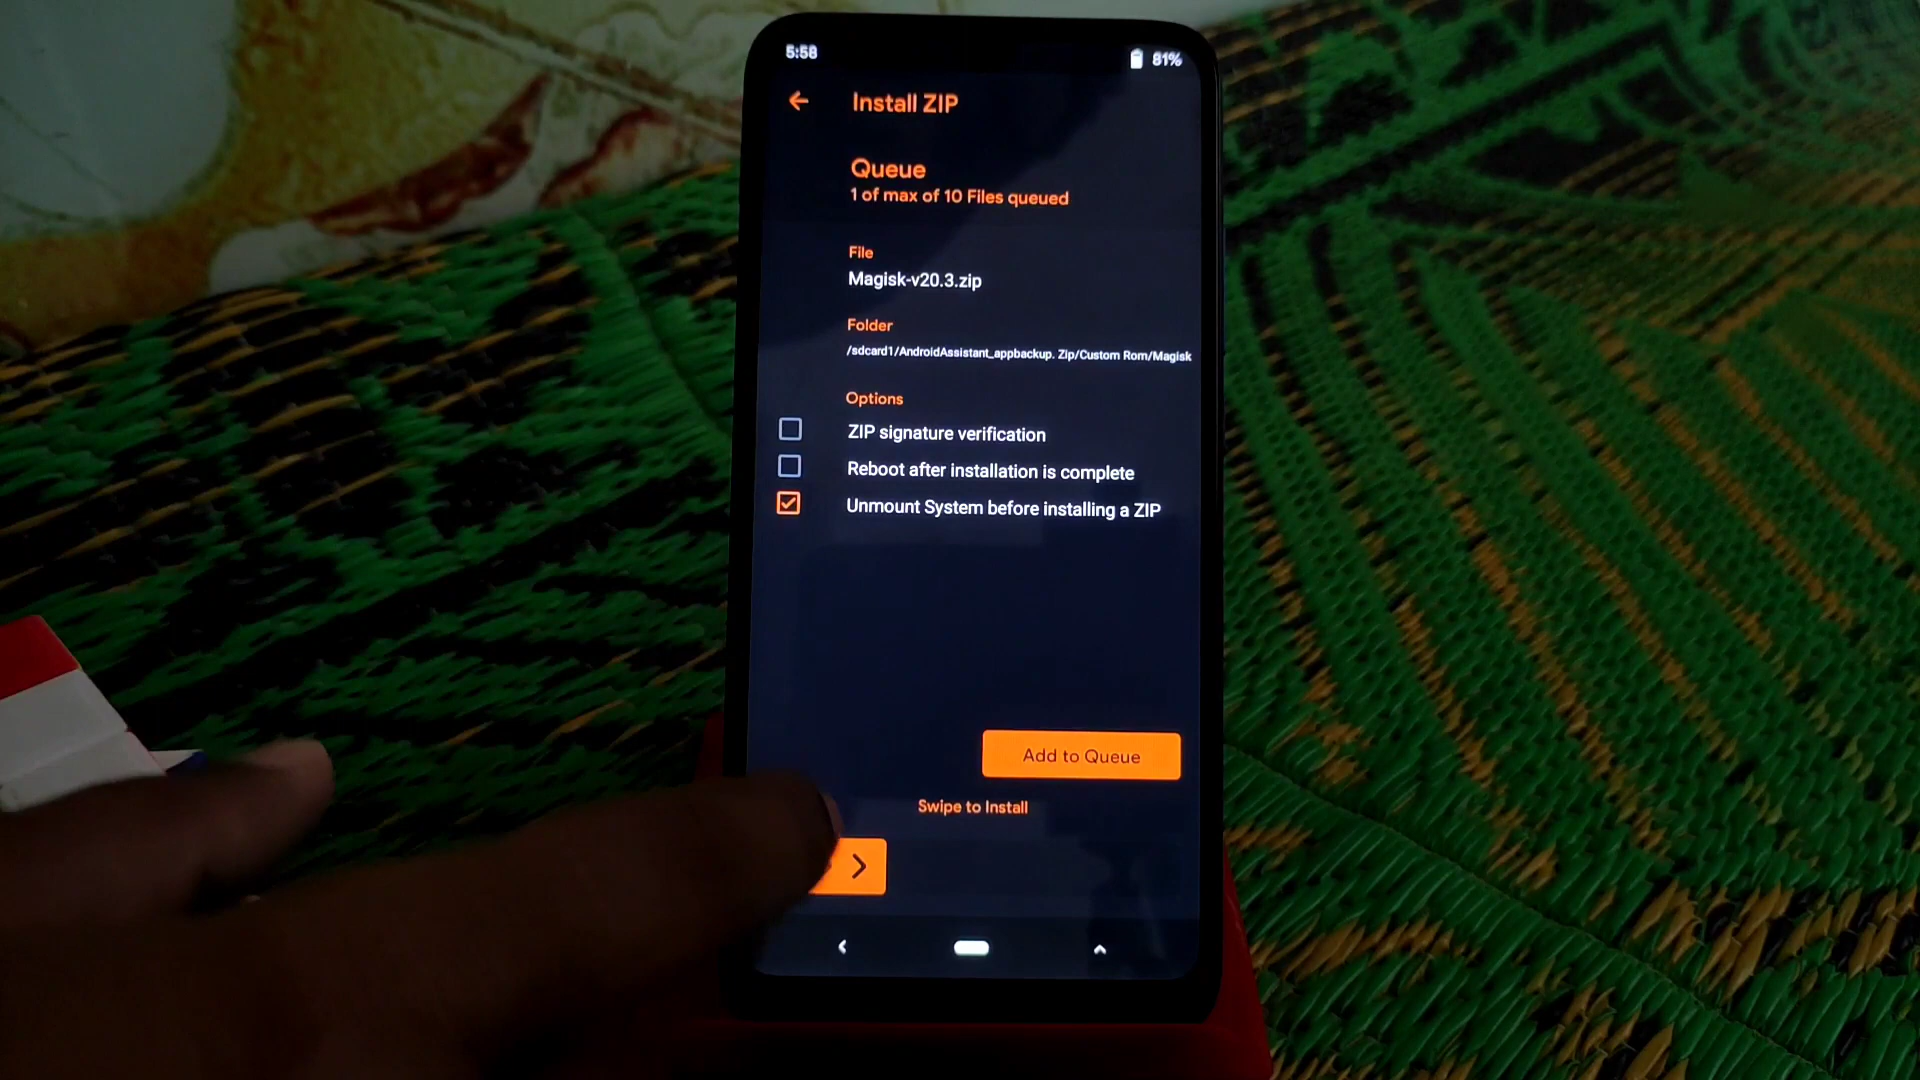 5:58
81%
Install ZIP
Queue
1 of max of 10 Files queued
File
Magisk-v20.3.zip
Folder
/sdcard1/AndroidAssistant_appbackup. Zip/Custom Rom/Magisk
Options
ZIP signature verification
Reboot after installation is complete
Unmount System before installing a ZIP
Add to Queue
Swipe to Install